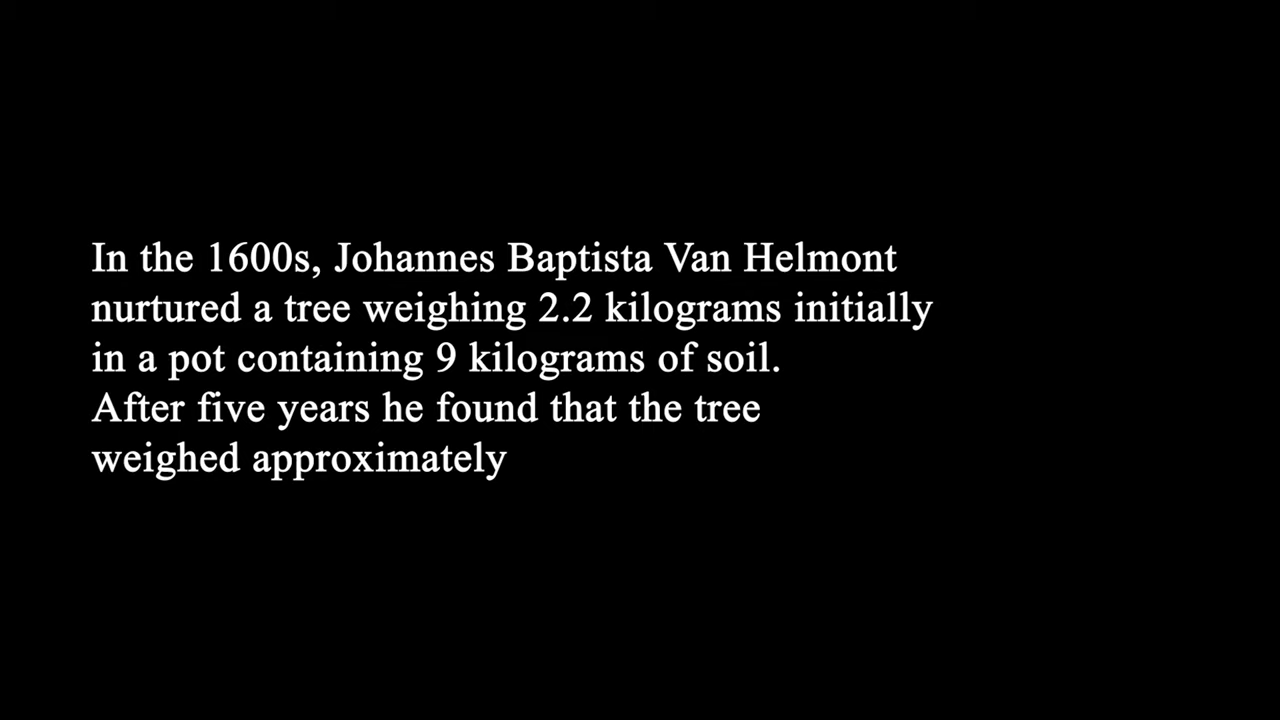 In the 1600s, Johannes Baptista Van Helmont
nurtured a tree weighing 2.2 kilograms initially
in a pot containing 9 kilograms of soil.
After five years he found that the tree
weighed approximately